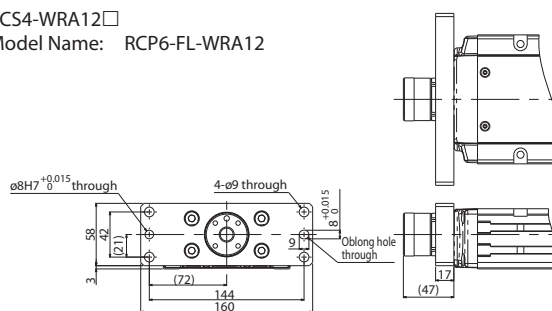 CS4-WRA12□
Model Name: RCP6-FL-WRA12
ø8H7 +0.015 0 through
4-ø9 through
+0.015
8 0
58
42
(21)
9
Oblong hole
through
3
(72)
144
160
17
(47)